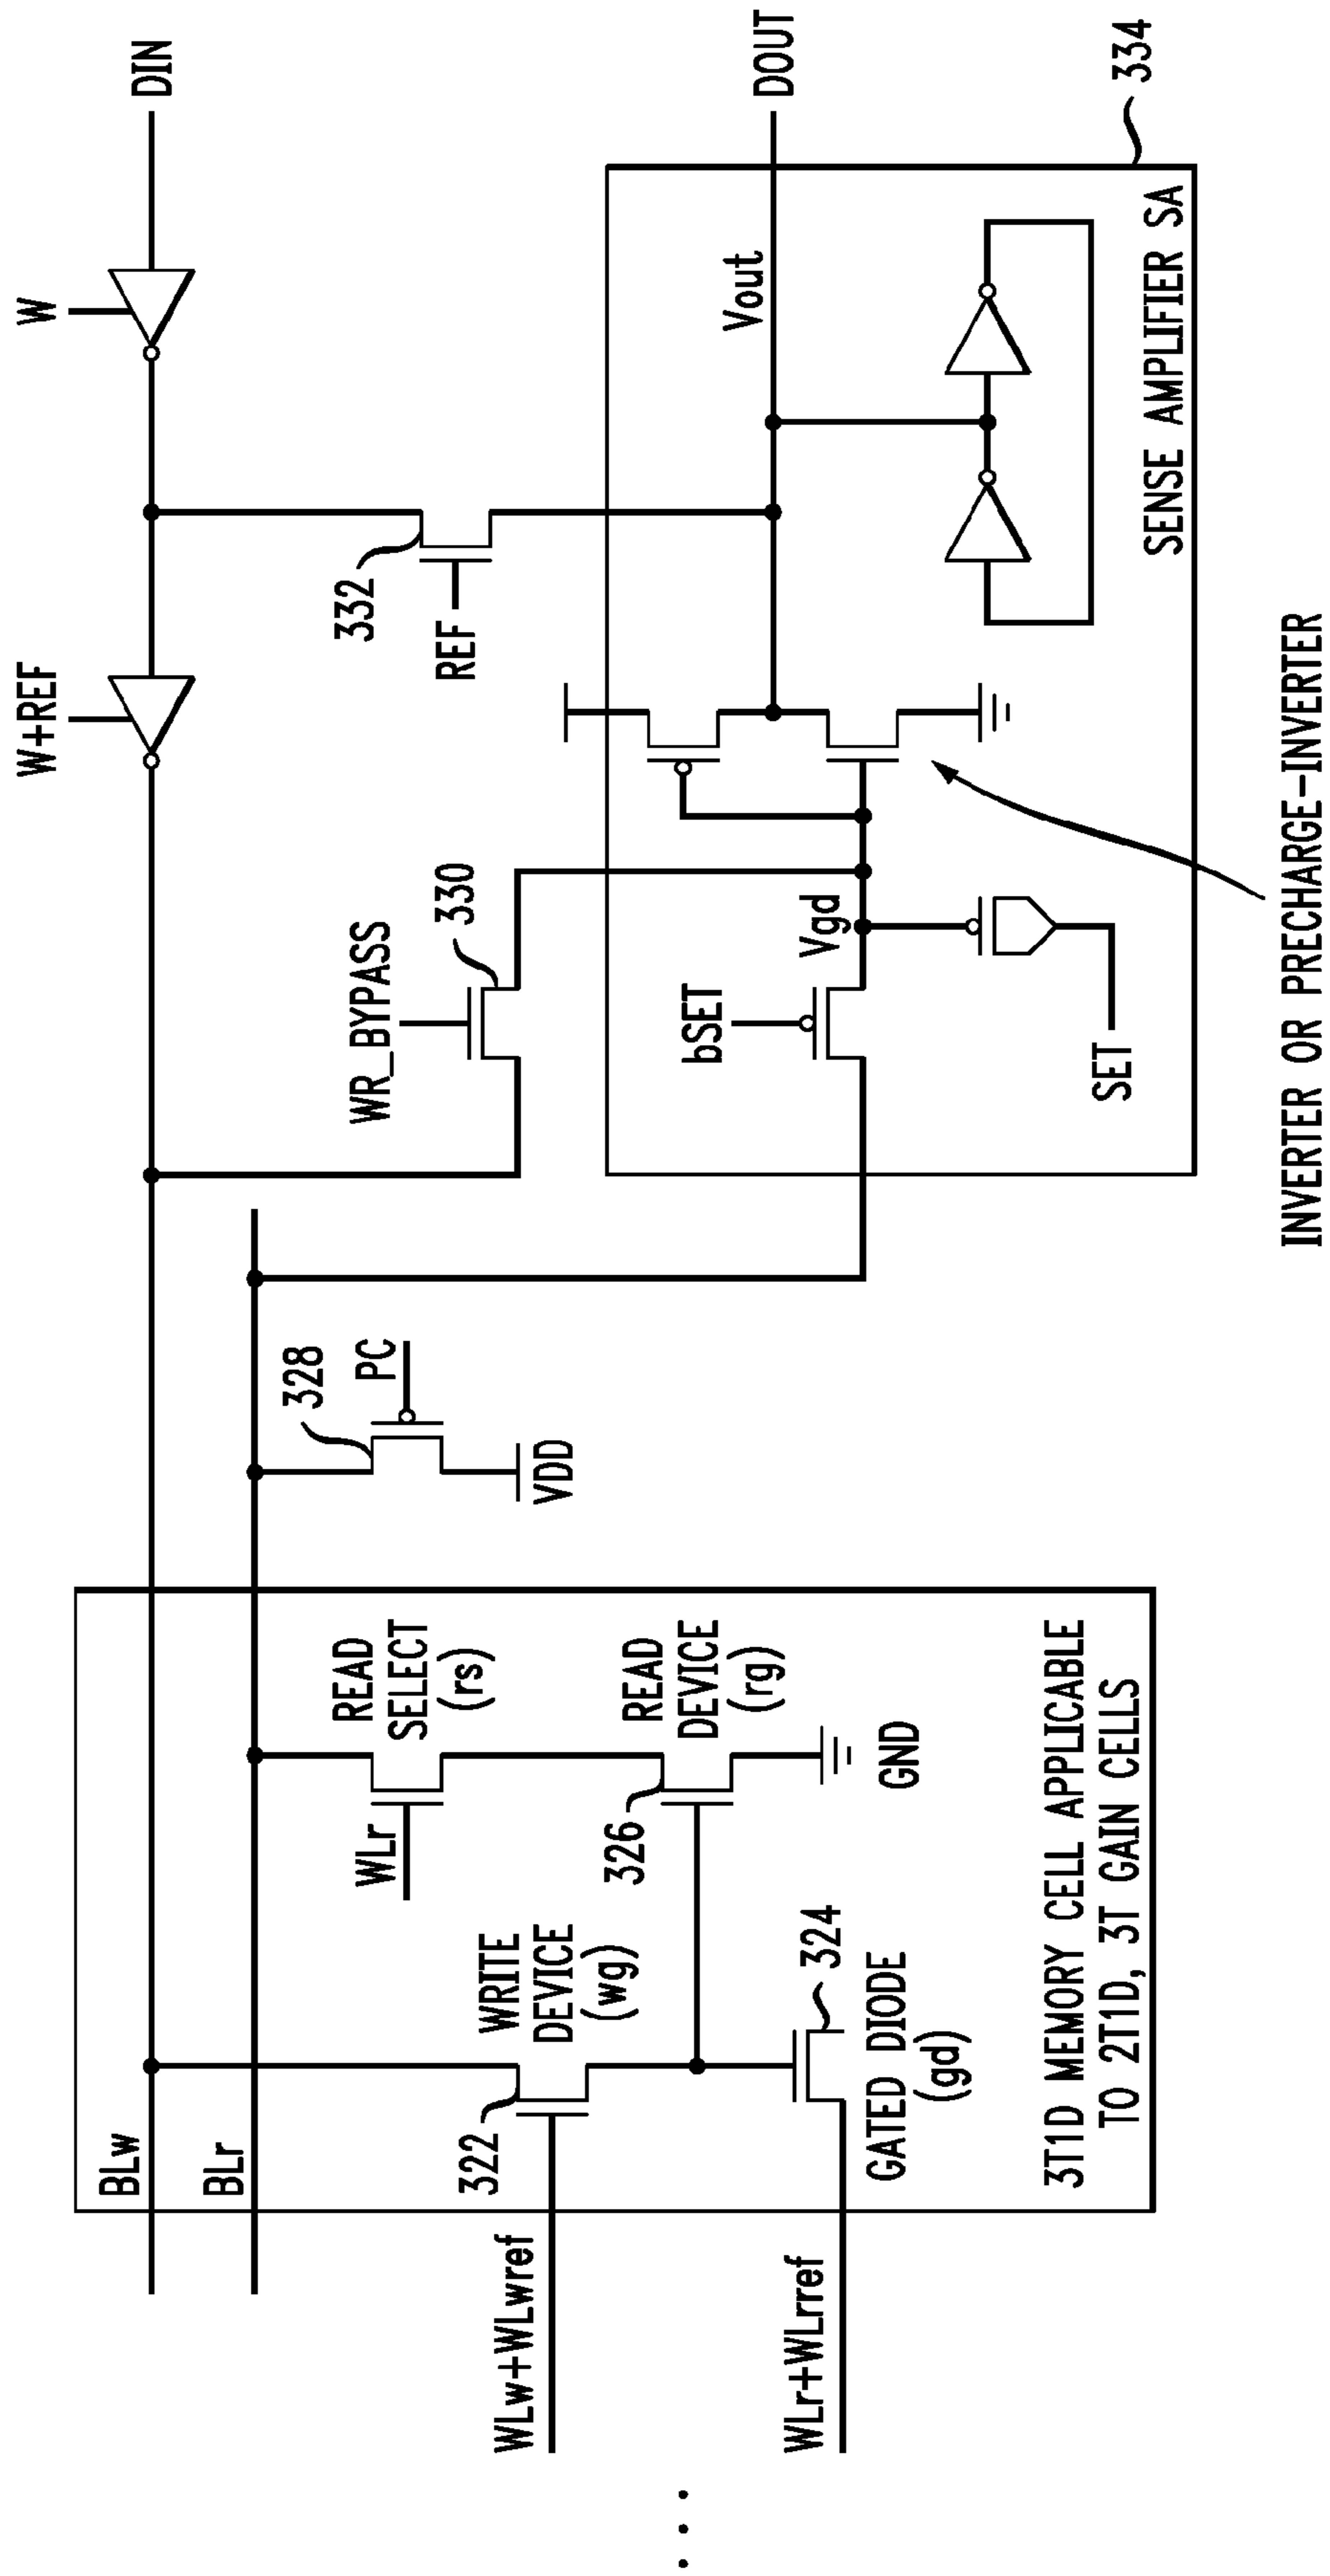 W
DIN
W+REF
332
REF
WR_BYPASS
330
Vout
DOUT
bSET
Vgd
SET
SENSE AMPLIFIER SA
334
INVERTER OR PRECHARGE-INVERTER
328
PC
VDD
BLw
BLr
READ
SELECT
(rs)
WLr
WRITE
DEVICE
(wg)
322
READ
DEVICE
(rg)
326
GND
324
GATED DIODE
(gd)
3T1D MEMORY CELL APPLICABLE
TO 2T1D, 3T GAIN CELLS
WLw+WLwref
WLr+WLrref
. . .